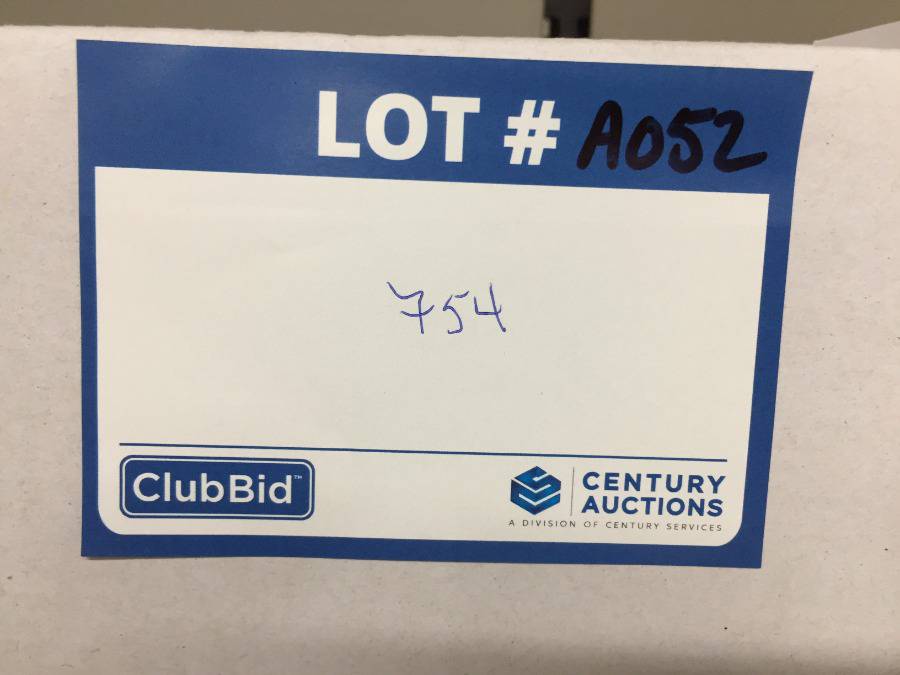 LOT # A052
754
ClubBid™
CENTURY
AUCTIONS
A DIVISION OF CENTURY SERVICES